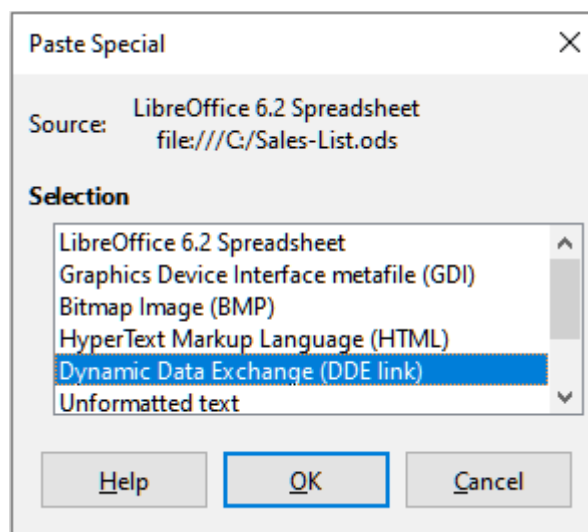 Paste Special
Source: LibreOffice 6.2 Spreadsheet
file:///C:/Sales-List.ods
Selection
LibreOffice 6.2 Spreadsheet
Graphics Device Interface metafile (GDI)
Bitmap Image (BMP)
HyperText Markup Language (HTML)
Dynamic Data Exchange (DDE link)
Unformatted text
Help OK Cancel